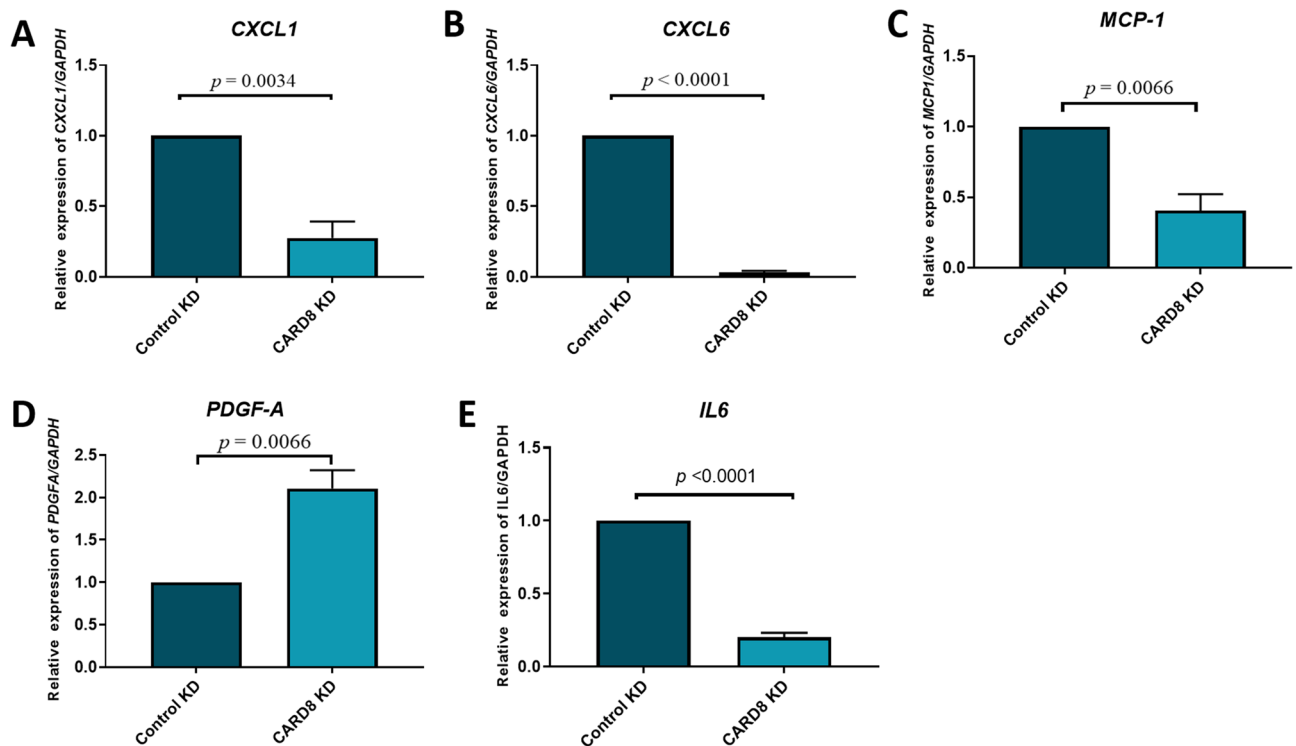 A
CXCL1
Relative expression of CXCL1/GAPDH
1.5
1.0
0.5
0.0
p = 0.0034
Control KD
CARD8 KD
B
CXCL6
Relative expression of CXCL6/GAPDH
1.5
1.0
0.5
0.0
p < 0.0001
Control KD
CARD8 KD
C
MCP-1
Relative expression of MCP1/GAPDH
1.5
1.0
0.5
0.0
p = 0.0066
Control KD
CARD8 KD
D
PDGF-A
Relative expression of PDGFA/GAPDH
2.5
2.0
1.5
1.0
0.5
0.0
p = 0.0066
Control KD
CARD8 KD
E
IL6
Relative expression of IL6/GAPDH
1.5
1.0
0.5
0.0
p <0.0001
Control KD
CARD8 KD